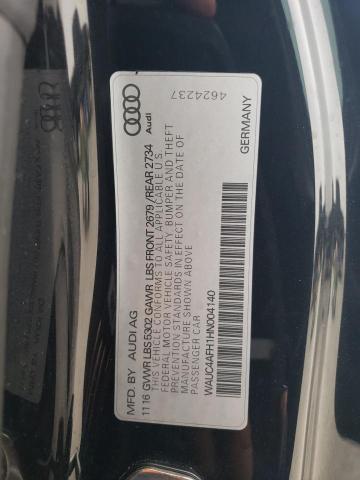 Audi
4624237
MFD. BY AUDI AG
11 16 GVWR LBS 5302 GAWR LBS FRONT 2679 /REAR 2734
THIS VEHICLE CONFORMS TO ALL APPLICABLE U.S.
FEDERAL MOTOR VEHICLE SAFETY, BUMPER AND THEFT
PREVENTION STANDARDS IN EFFECT ON THE DATE OF
MANUFACTURE SHOWN ABOVE
PASSENGER CAR
WAUC4AFH1HN004140
GERMANY